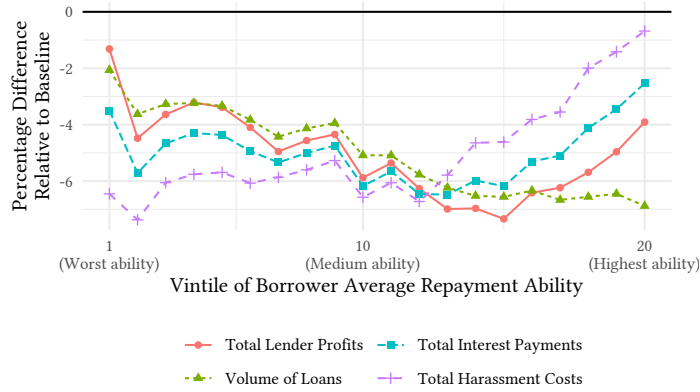 Percentage Difference
Relative to Baseline
0
-2
-4
-6
1
(Worst ability)
10
(Medium ability)
20
(Highest ability)
Vintile of Borrower Average Repayment Ability
Total Lender Profits
Total Interest Payments
Volume of Loans
Total Harassment Costs